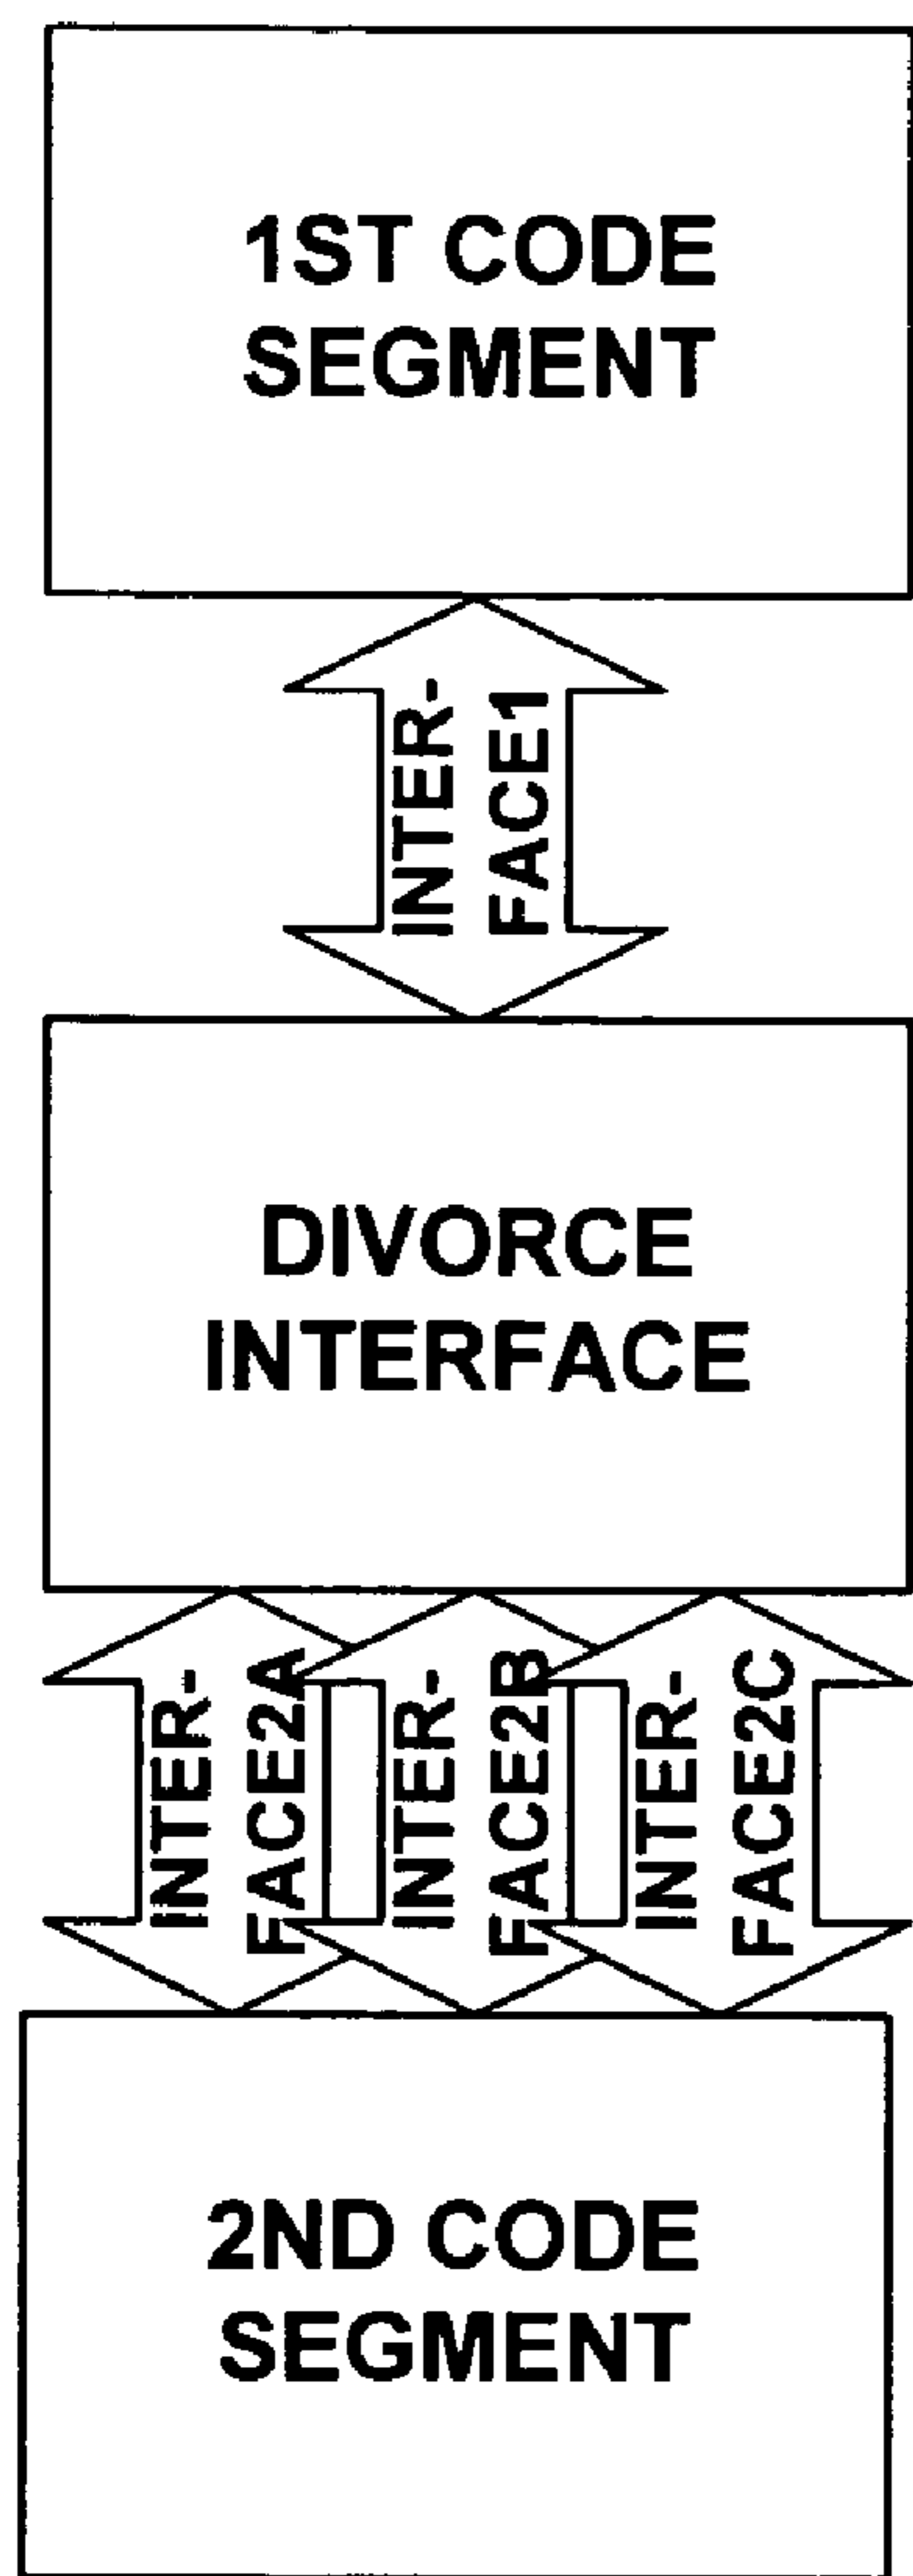 1ST CODE
SEGMENT
INTER-
FACE1
DIVORCE
INTERFACE
INTER-
FACE2A
INTER-
FACE2B
INTER-
FACE2C
2ND CODE
SEGMENT